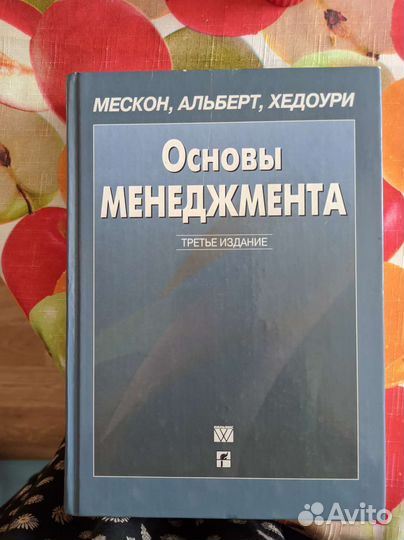 МЕСКОН, АЛЬБЕРТ, ХЕДОУРИ
ОСНОВЫ
МЕНЕДЖМЕНТА
ТРЕТЬЕ ИЗДАНИЕ
W
Avito